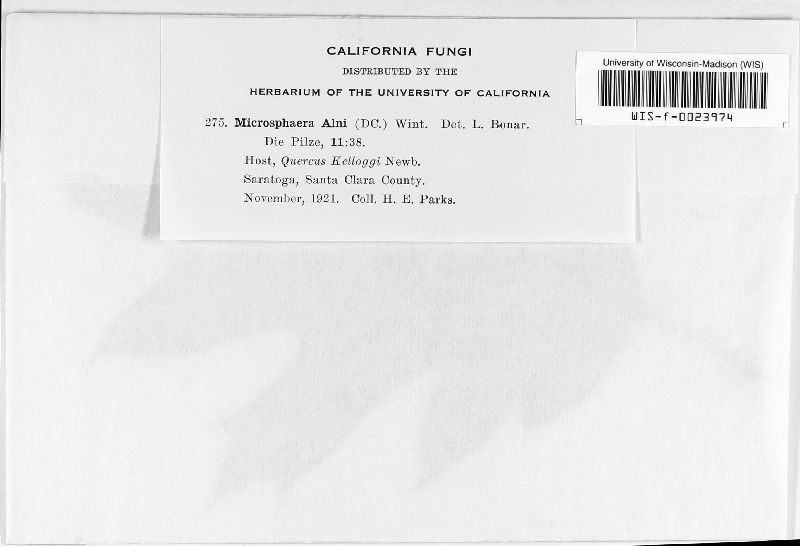 CALIFORNIA FUNGI
DISTRIBUTED BY THE
HERBARIUM OF THE UNIVERSITY OF CALIFORNIA
275. Microsphaera Alni (DC.) Wint. Det. L. Bonar.
Die Pilze, 11:38.
Host, Quercus Kelloggi Newb.
Saratoga, Santa Clara County.
November, 1921. Coll. H. E. Parks.
University of Wisconsin-Madison (WIS)
WIS-f-0023974